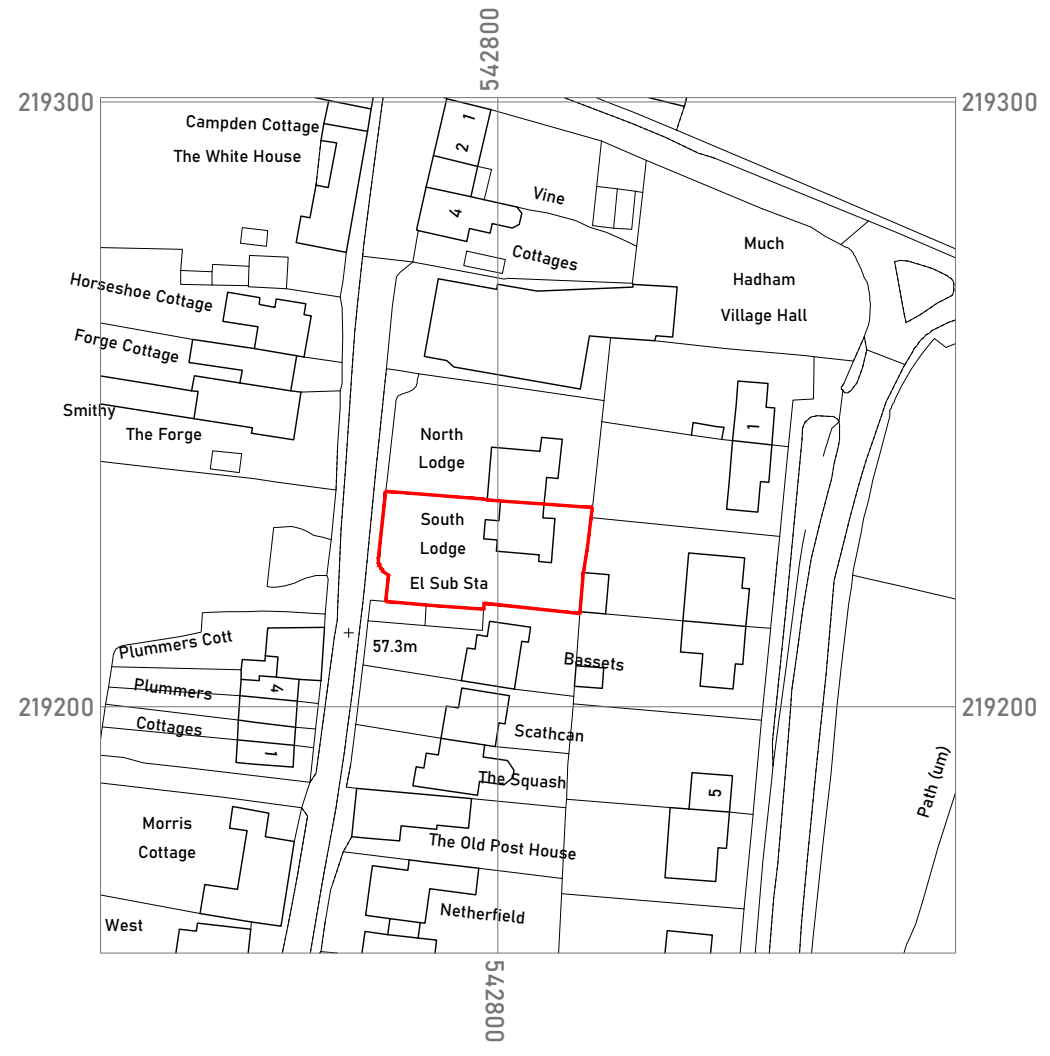 542800
219300
219300
Campden Cottage
The White House
1
2
4
Vine
Cottages
Much
Hadham
Village Hall
Horseshoe Cottage
Forge Cottage
Smithy
The Forge
North
Lodge
1
South
Lodge
El Sub Sta
57.3m
Plummers Cott
Bassets
4
Plummers
Cottages
1
219200
219200
Scathcan
The Squash
5
Path (um)
Morris
Cottage
The Old Post House
Netherfield
West
542800